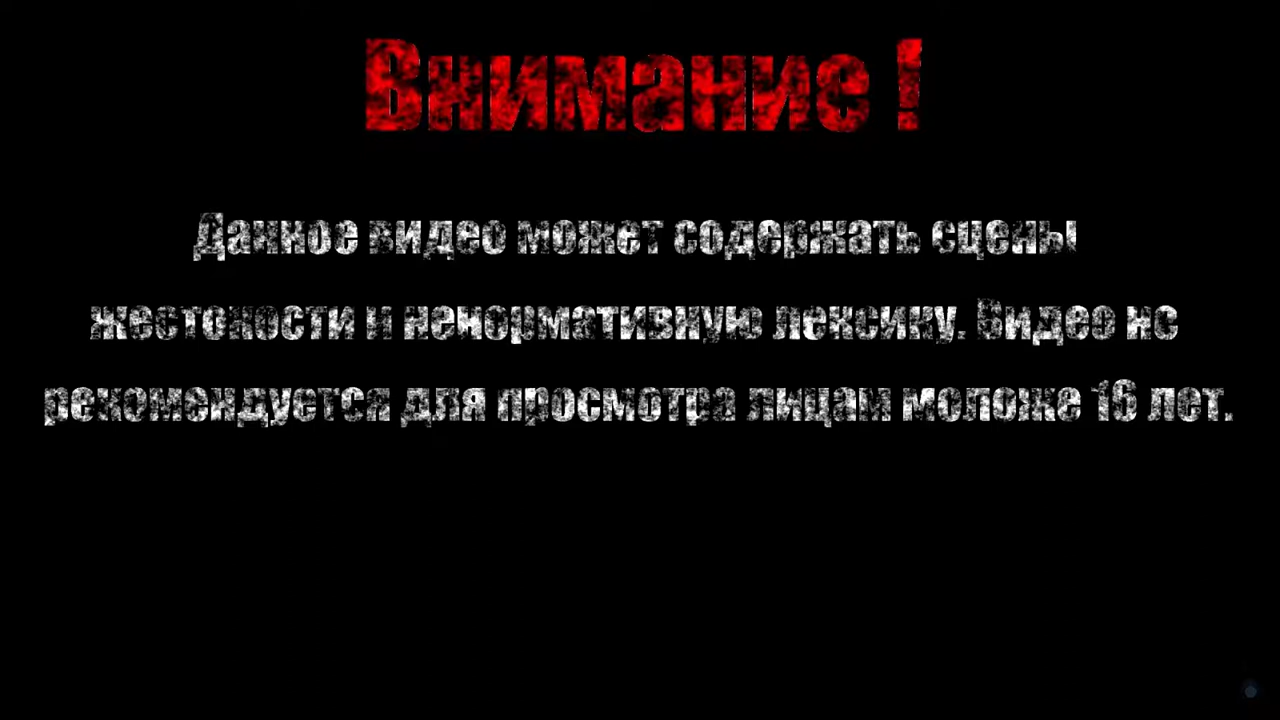 Внимание !
Данное видео может содержать сцены
жестокости и ненормативную лексику. Видео не
рекомендуется для просмотра лицам моложе 16 лет.